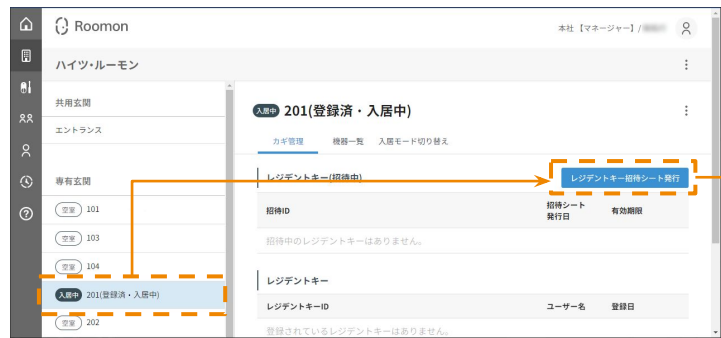 Roomon
本社【マネージャー】/
ハイツ・ルーモン
共用玄関
エントランス
専有玄関
空室 101
空室 103
空室 104
入居中 201(登録済・入居中)
空室 202
入居中 201(登録済・入居中)
カギ管理 機器一覧 入居モード切り替え
レジデントキー(招待中)
レジデントキー招待シート発行
招待ID 招待シート発行日 有効期限
招待中のレジデントキーはありません。
レジデントキー
レジデントキーID ユーザー名 登録日
登録されているレジデントキーはありません。